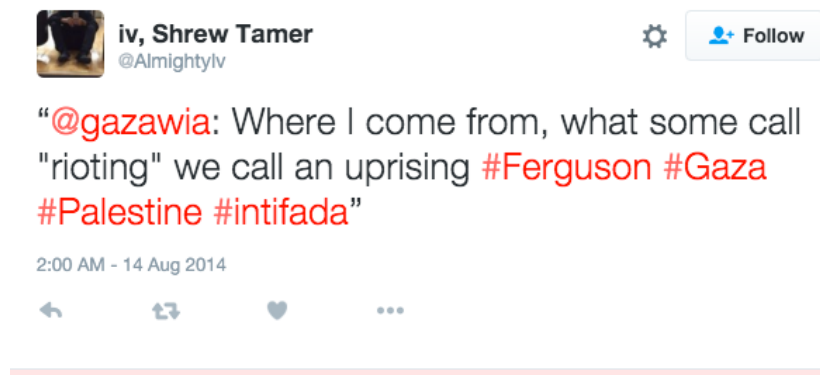 iv, Shrew Tamer
@AlmightyIv
Follow
“@gazawia: Where I come from, what some call
"rioting" we call an uprising #Ferguson #Gaza
#Palestine #intifada”
2:00 AM - 14 Aug 2014